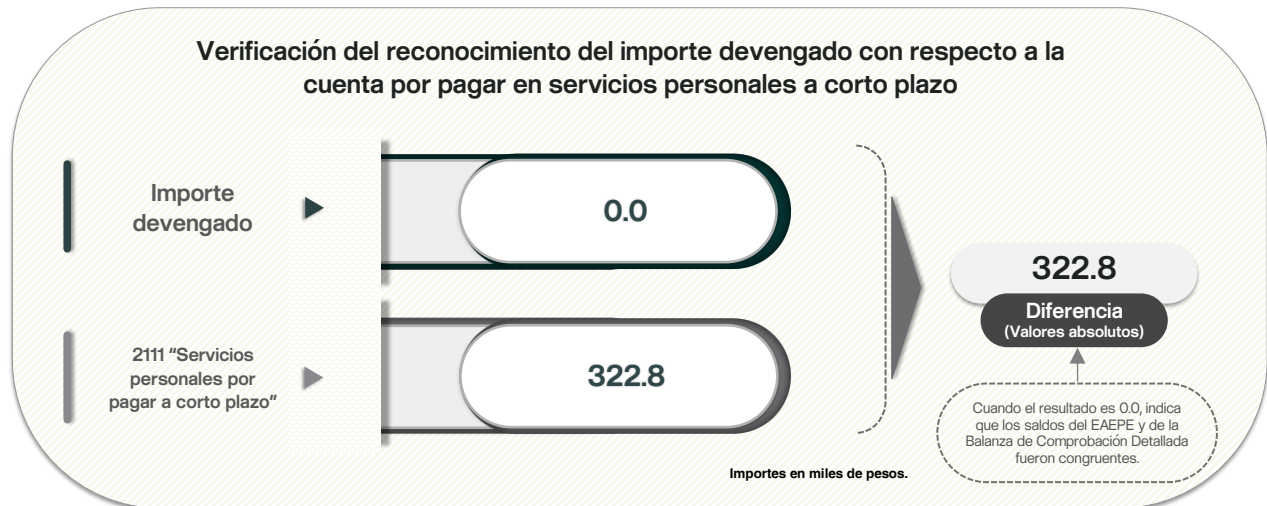 Verificación del reconocimiento del importe devengado con respecto a la
cuenta por pagar en servicios personales a corto plazo
Importe
devengado
0.0
2111 “Servicios
personales por
pagar a corto plazo”
322.8
322.8
Diferencia
(Valores absolutos)
Cuando el resultado es 0.0, indica
que los saldos del EAEPE y de la
Balanza de Comprobación Detallada
fueron congruentes.
Importes en miles de pesos.